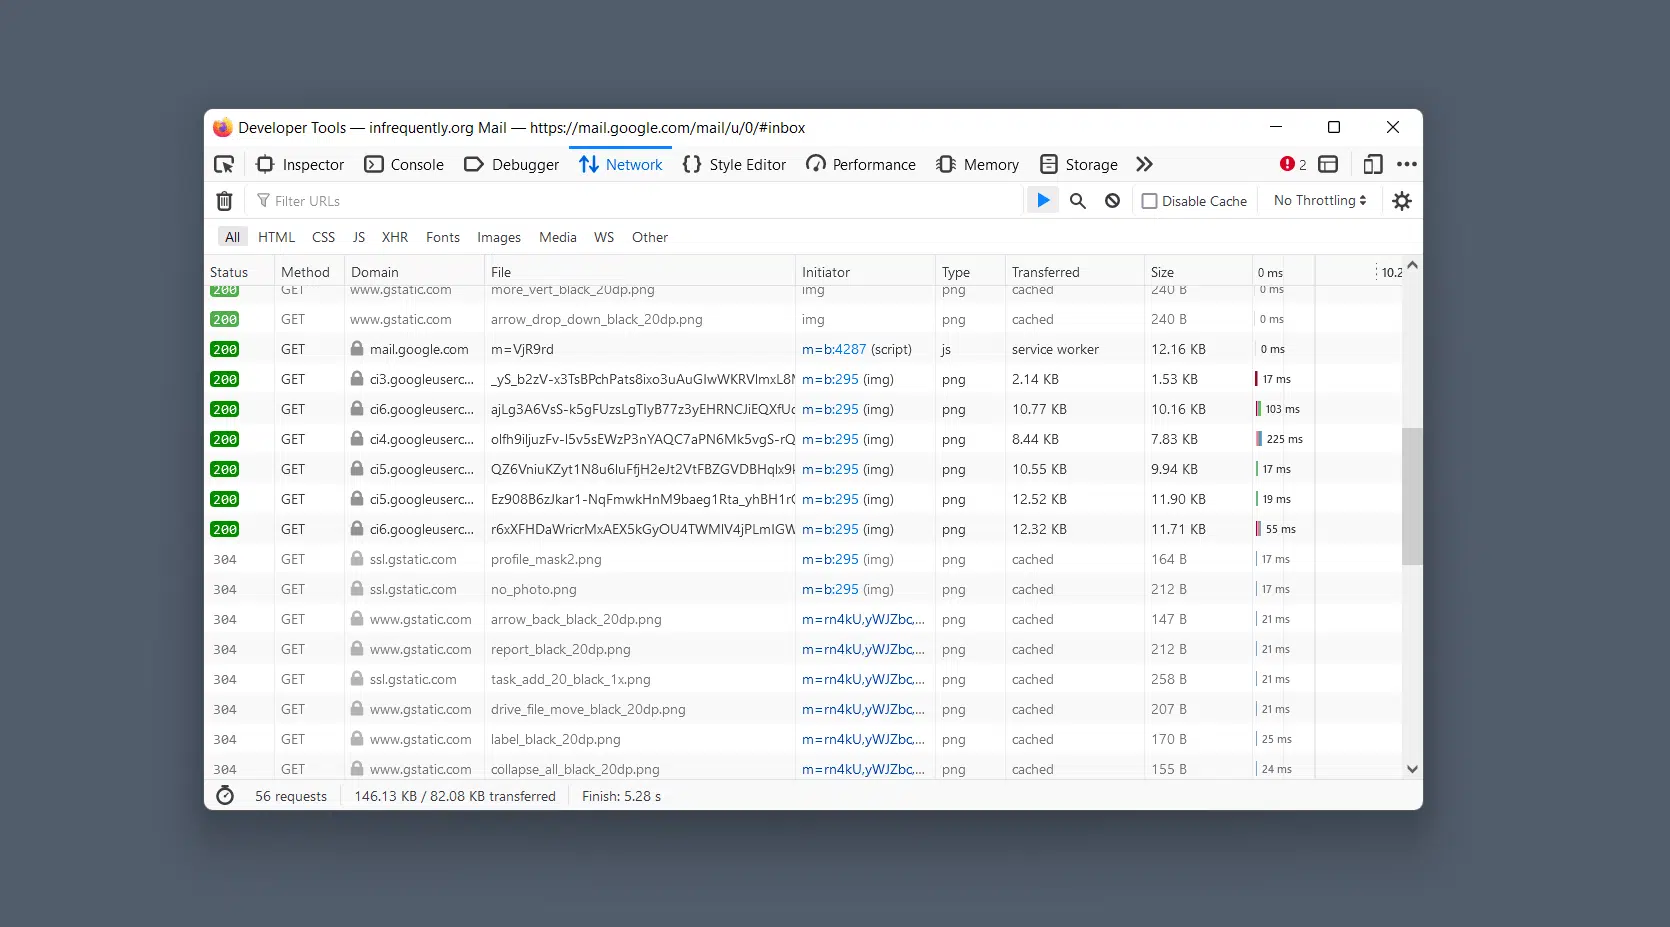 Developer Tools — infrequently.org Mail — https://mail.google.com/mail/u/0/#inbox
Inspector Console Debugger Network Style Editor Performance Memory Storage 2
Filter URLs Disable Cache No Throttling
All HTML CSS JS XHR Fonts Images Media WS Other
Status Method Domain File Initiator Type Transferred Size 0 ms 10.2
200 GET www.gstatic.com more_vert_black_20dp.png img png cached 240 B 0 ms
200 GET www.gstatic.com arrow_drop_down_black_20dp.png img png cached 240 B 0 ms
200 GET mail.google.com m=VjR9rd m=b:4287 (script) js service worker 12.16 KB 0 ms
200 GET ci3.googleuserc... m=b:295 (img) png 2.14 KB 1.53 KB 17 ms
200 GET ci6.googleuserc... m=b:295 (img) png 10.77 KB 10.16 KB 103 ms
200 GET ci4.googleuserc... m=b:295 (img) png 8.44 KB 7.83 KB 225 ms
200 GET ci5.googleuserc... m=b:295 (img) png 10.55 KB 9.94 KB 17 ms
200 GET ci5.googleuserc... m=b:295 (img) png 12.52 KB 11.90 KB 19 ms
200 GET ci6.googleuserc... m=b:295 (img) png 12.32 KB 11.71 KB 55 ms
304 GET ssl.gstatic.com profile_mask2.png m=b:295 (img) png cached 164 B 17 ms
304 GET ssl.gstatic.com no_photo.png m=b:295 (img) png cached 212 B 17 ms
304 GET www.gstatic.com arrow_back_black_20dp.png m=rn4kU,yWJZbc,... png cached 147 B 21 ms
304 GET www.gstatic.com report_black_20dp.png m=rn4kU,yWJZbc,... png cached 212 B 21 ms
304 GET ssl.gstatic.com task_add_20_black_1x.png m=rn4kU,yWJZbc,... png cached 258 B 21 ms
304 GET www.gstatic.com drive_file_move_black_20dp.png m=rn4kU,yWJZbc,... png cached 207 B 21 ms
304 GET www.gstatic.com label_black_20dp.png m=rn4kU,yWJZbc,... png cached 170 B 25 ms
304 GET www.gstatic.com collapse_all_black_20dp.png m=rn4kU,yWJZbc,... png cached 155 B 24 ms
56 requests 146.13 KB / 82.08 KB transferred Finish: 5.28 s